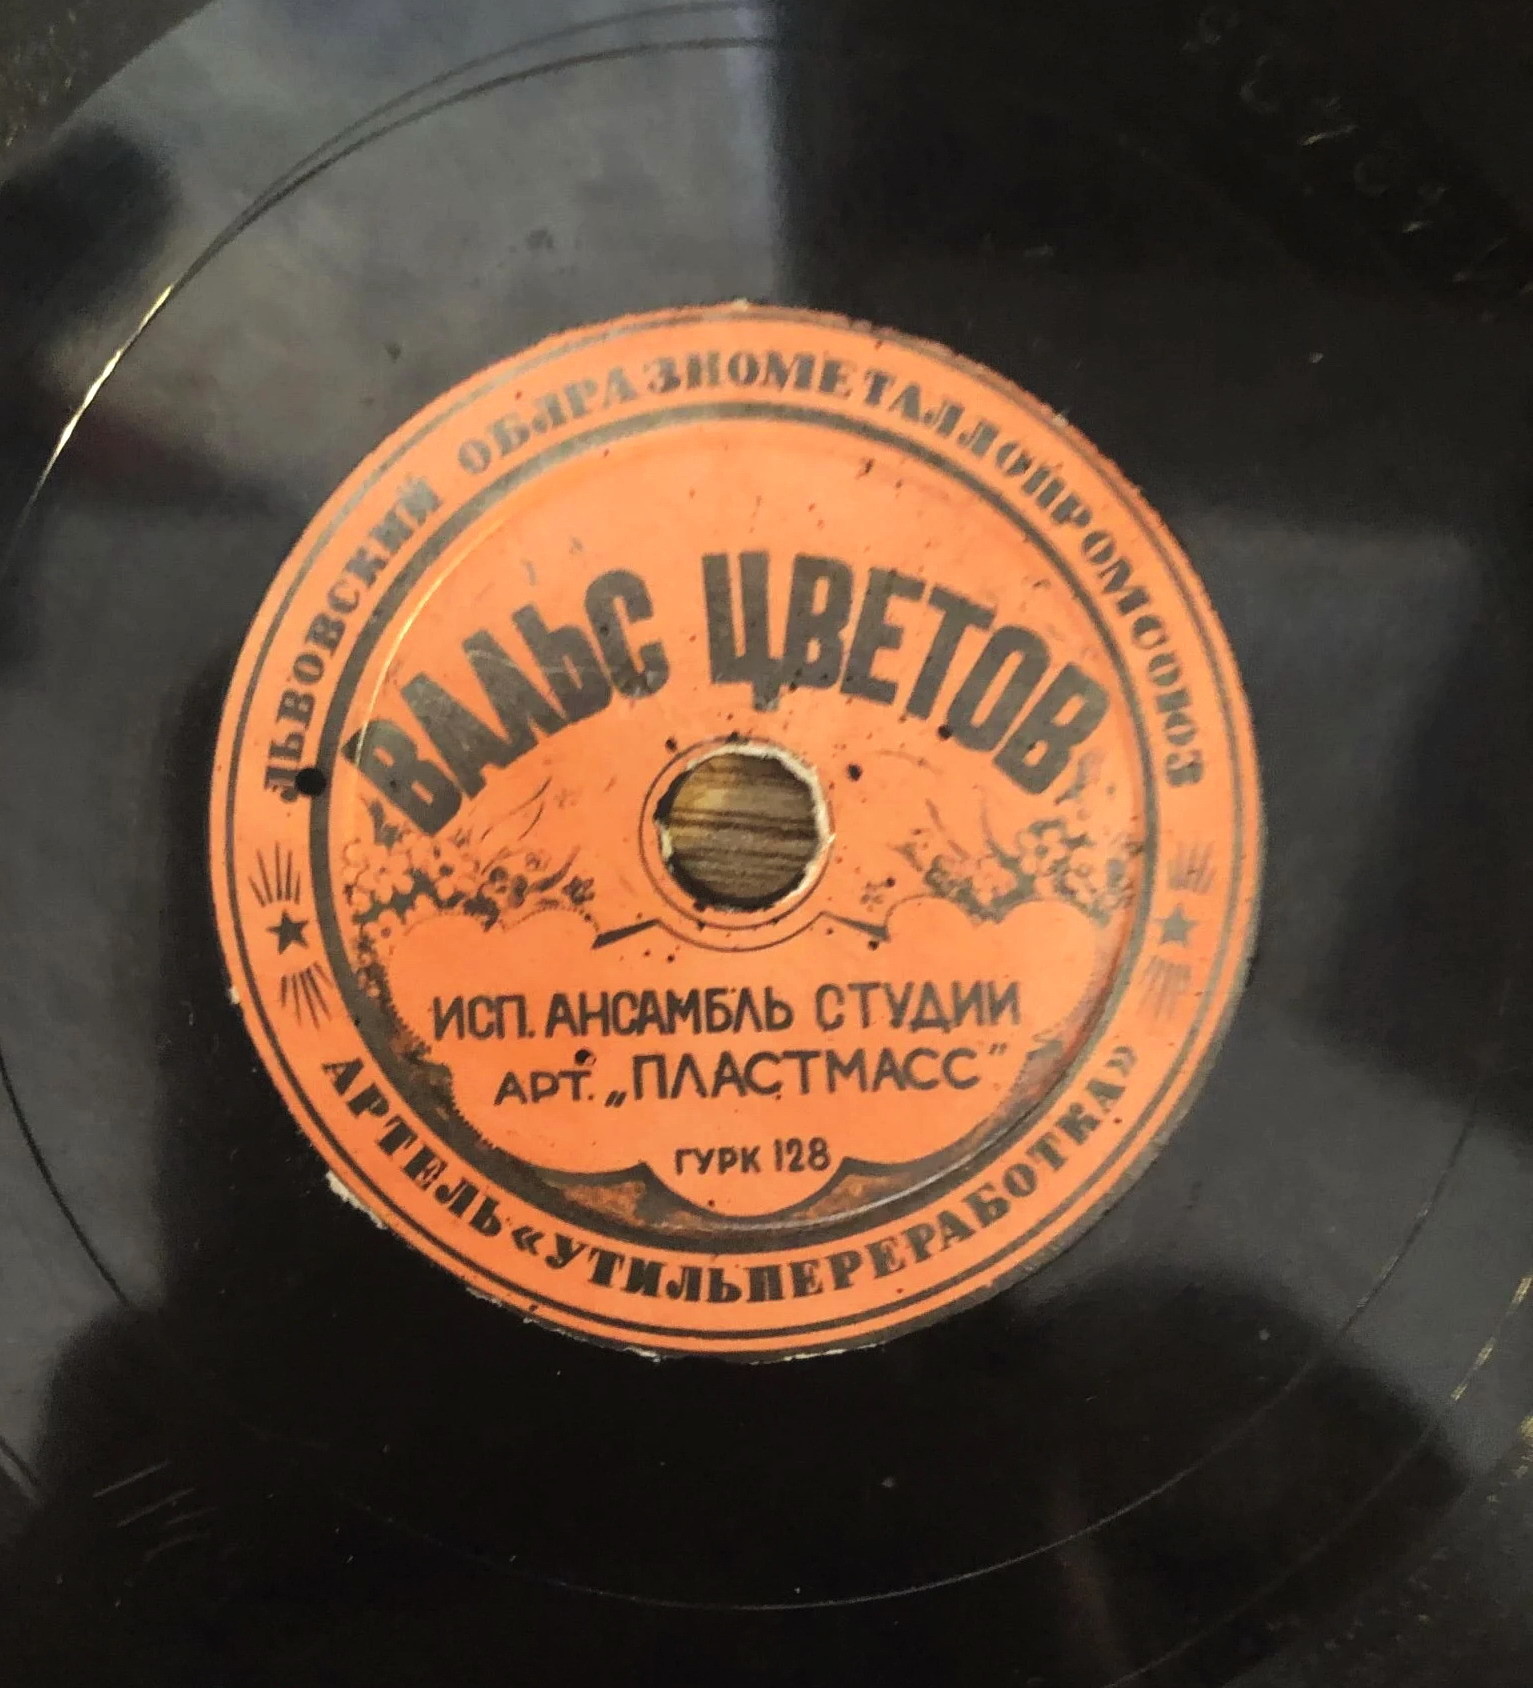 ЛЬВОВСКИЙ ОБЛРАЗНОМЕТАЛЛОПРОМСОЮЗ
ВАЛЬС ЦВЕТОВ
ИСП. АНСАМБЛЬ СТУДИИ
АРТ. „ПЛАСТМАСС"
ГУРК 128
АРТЕЛЬ «УТИЛЬПЕРЕРАБОТКА»